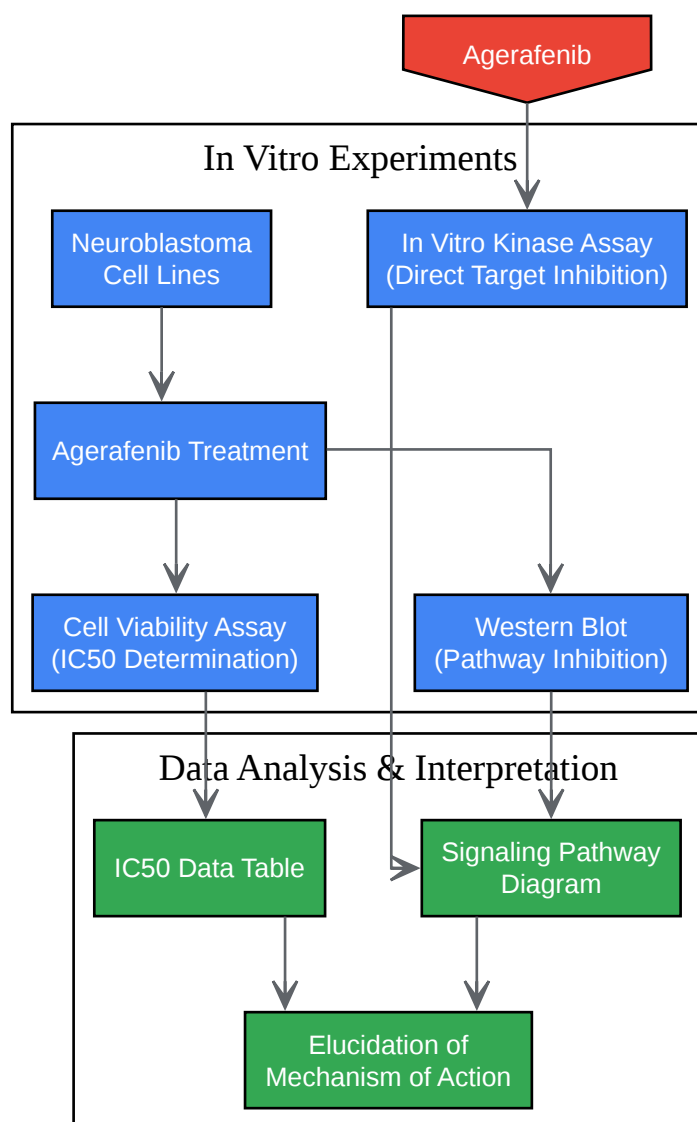 Agerafenib
In Vitro Experiments
Neuroblastoma
Cell Lines
In Vitro Kinase Assay
(Direct Target Inhibition)
Agerafenib Treatment
Cell Viability Assay
(IC50 Determination)
Western Blot
(Pathway Inhibition)
Data Analysis & Interpretation
IC50 Data Table
Signaling Pathway
Diagram
Elucidation of
Mechanism of Action